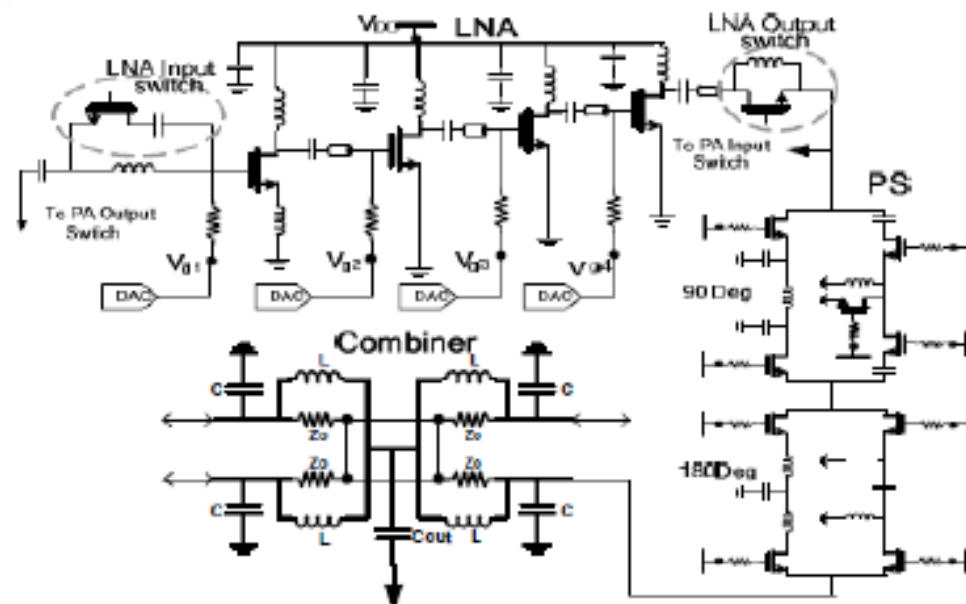 VDD
LNA
LNA Output
switch
LNA Input
switch.
To PA Input
Switch
PS
To PA Output
Switch
Vg1
Vg2
Vg3
Vg4
DAC
DAC
DAC
DAC
90 Deg
Combiner
L
L
C
C
Zo
Zo
Zo
Zo
180Deg
C
C
L
Cout
L